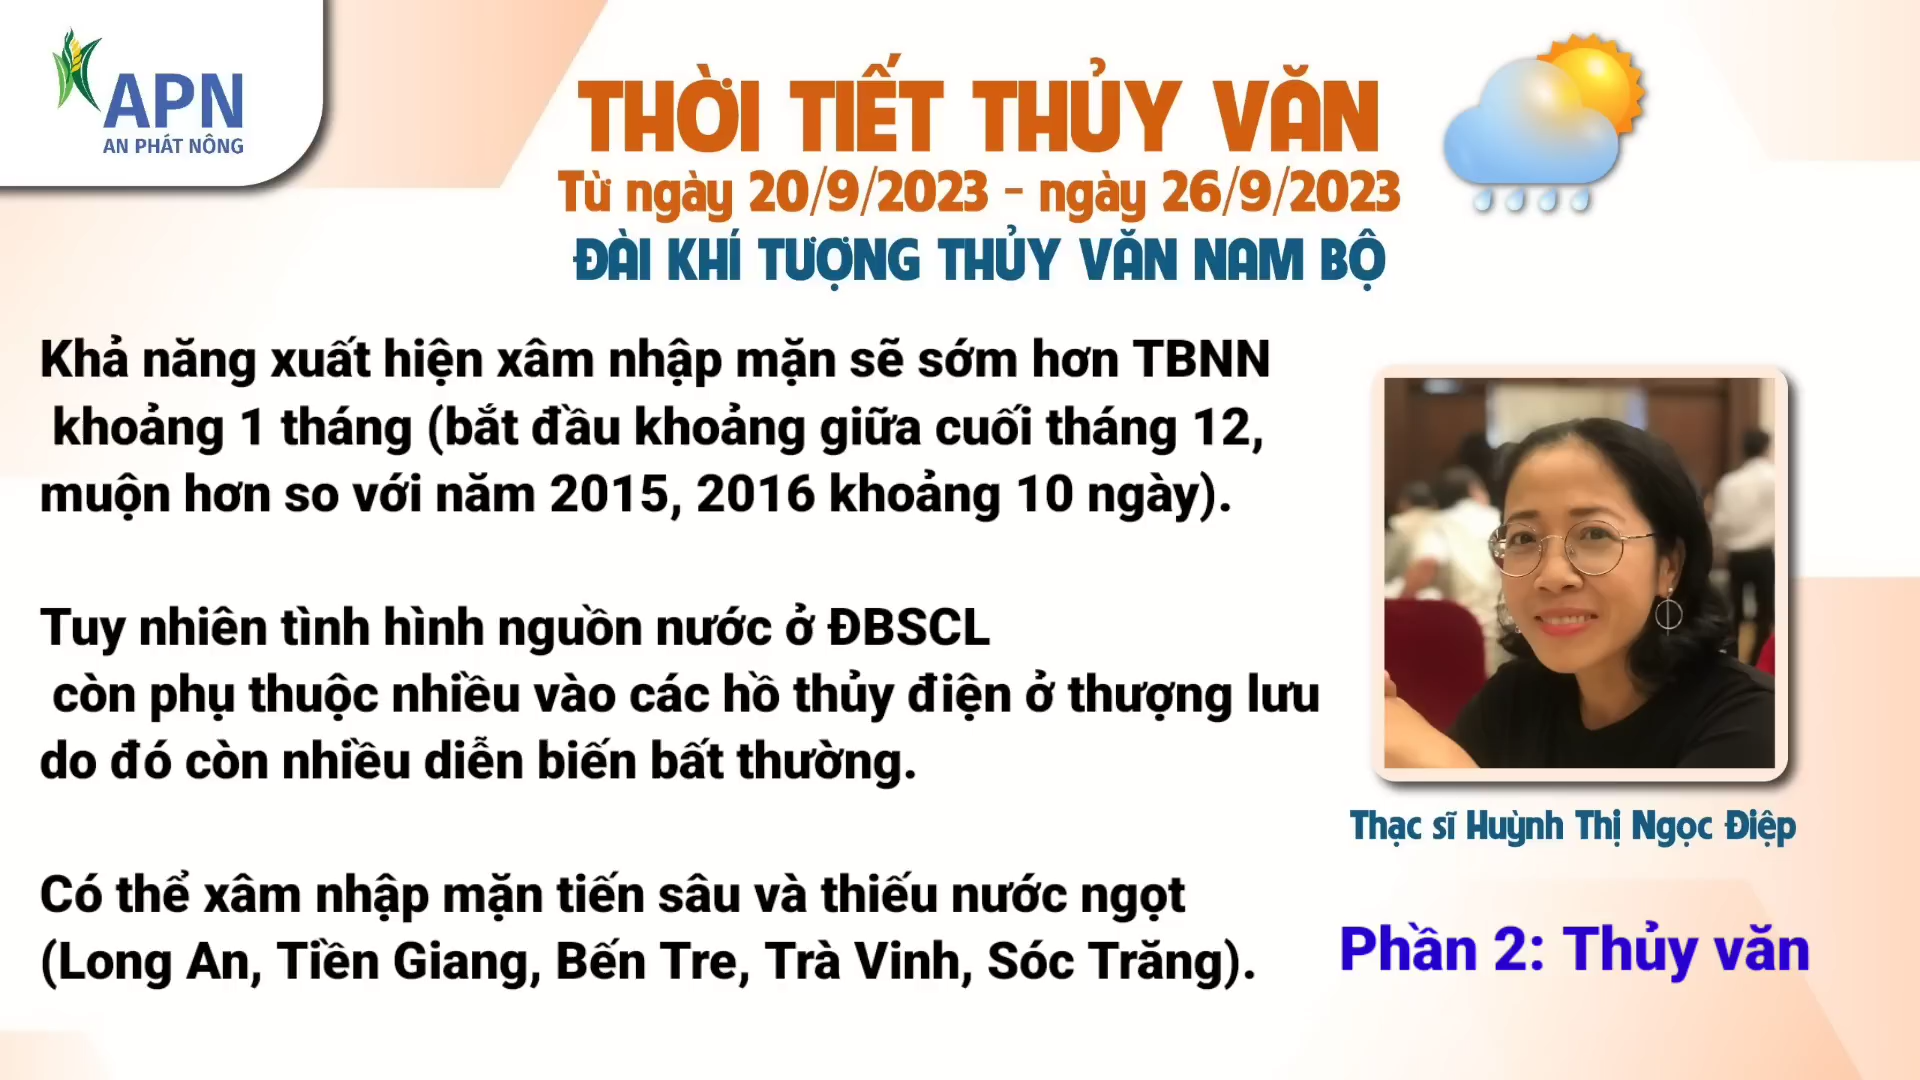 APN
AN PHÁT NÔNG
THỜI TIẾT THỦY VĂN
Từ ngày 20/9/2023 - ngày 26/9/2023
ĐÀI KHÍ TƯỢNG THỦY VĂN NAM BỘ
Khả năng xuất hiện xâm nhập mặn sẽ sớm hơn TBNN
khoảng 1 tháng (bắt đầu khoảng giữa cuối tháng 12,
muộn hơn so với năm 2015, 2016 khoảng 10 ngày).
Tuy nhiên tình hình nguồn nước ở ĐBSCL
còn phụ thuộc nhiều vào các hồ thủy điện ở thượng lưu
do đó còn nhiều diễn biến bất thường.
Có thể xâm nhập mặn tiến sâu và thiếu nước ngọt
(Long An, Tiền Giang, Bến Tre, Trà Vinh, Sóc Trăng).
Thạc sĩ Huỳnh Thị Ngọc Điệp
Phần 2: Thủy văn